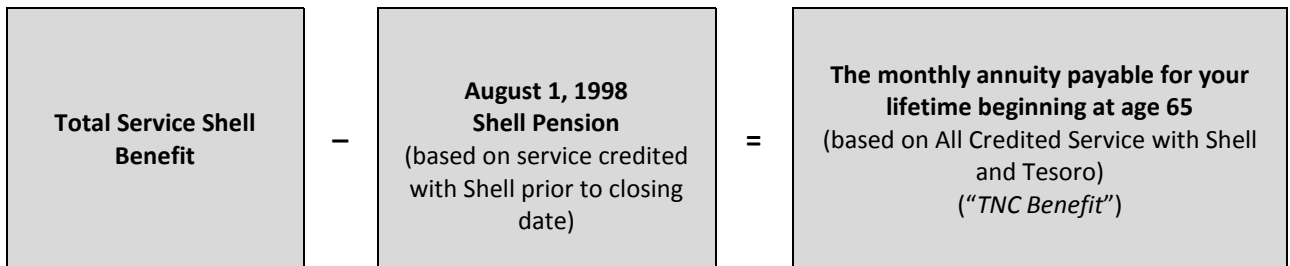 Total Service Shell
Benefit
–
August 1, 1998
Shell Pension
(based on service credited
with Shell prior to closing
date)
=
The monthly annuity payable for your
lifetime beginning at age 65
(based on All Credited Service with Shell
and Tesoro)
(“TNC Benefit”)